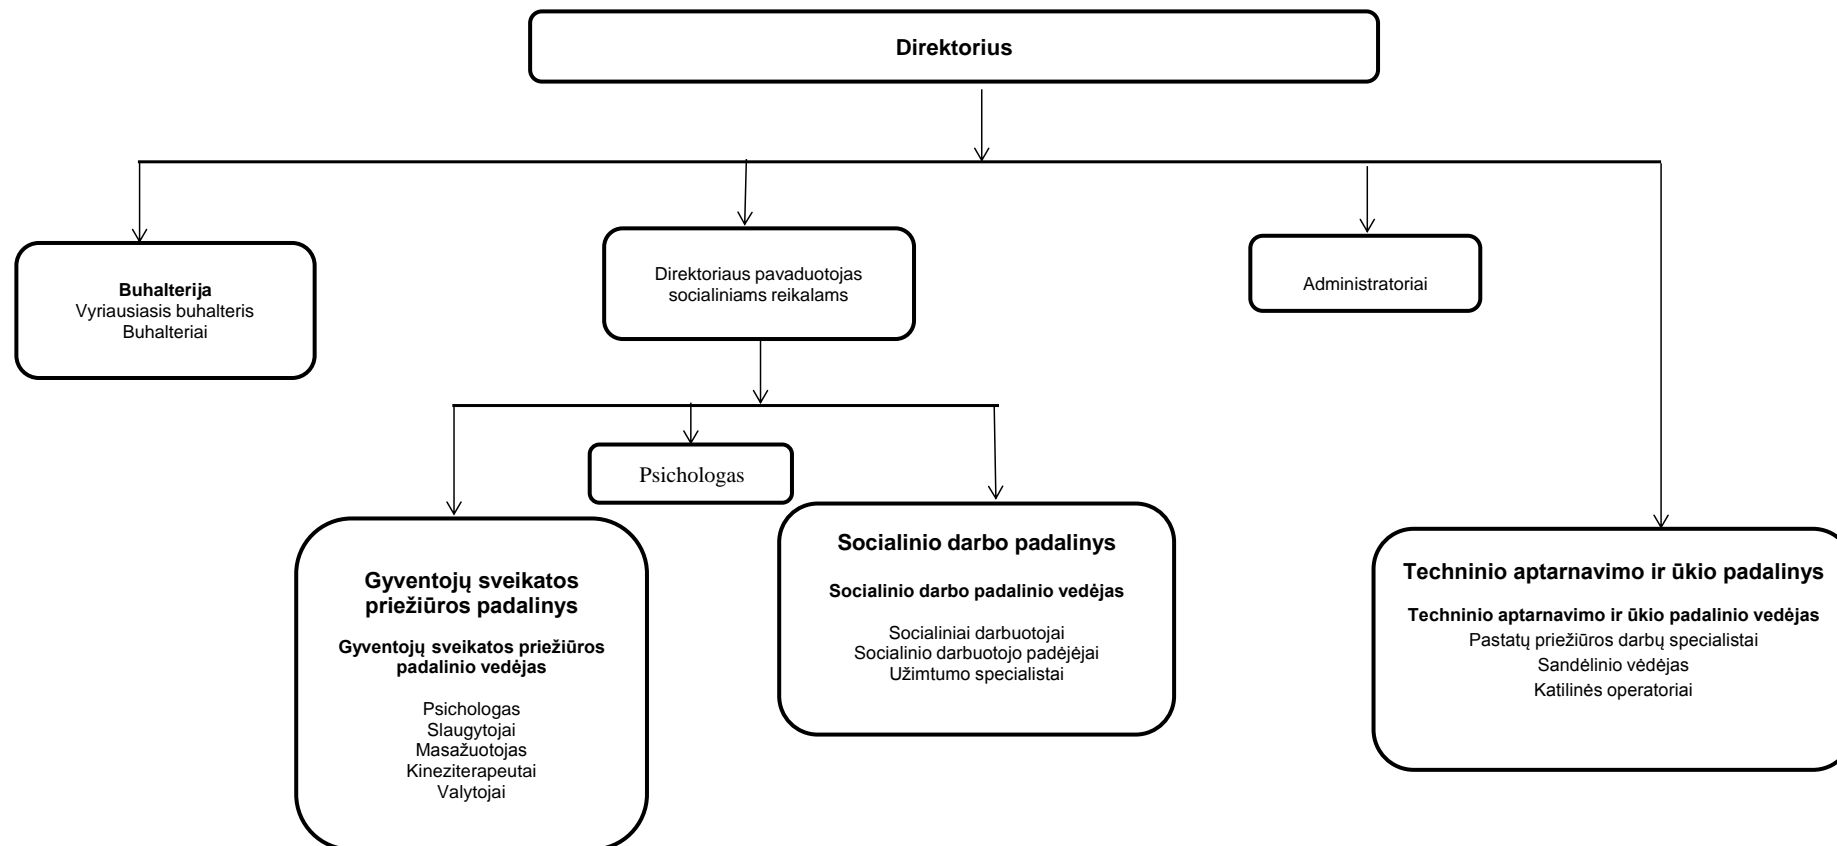 Direktorius
Buhalterija
Vyriausiasis buhalteris
Buhalteriai
Direktoriaus pavaduotojas
socialiniams reikalams
Administratoriai
Psichologas
Gyventojų sveikatos
priežiūros padalinys
Gyventojų sveikatos priežiūros
padalinio vedėjas
Psichologas
Slaugytojai
Masažuotojas
Kineziterapeutai
Valytojai
Socialinio darbo padalinys
Socialinio darbo padalinio vedėjas
Socialiniai darbuotojai
Socialinio darbuotojo padėjėjai
Užimtumo specialistai
Techninio aptarnavimo ir ūkio padalinys
Techninio aptarnavimo ir ūkio padalinio vedėjas
Pastatų priežiūros darbų specialistai
Sandėlinio vėdėjas
Katilinės operatoriai